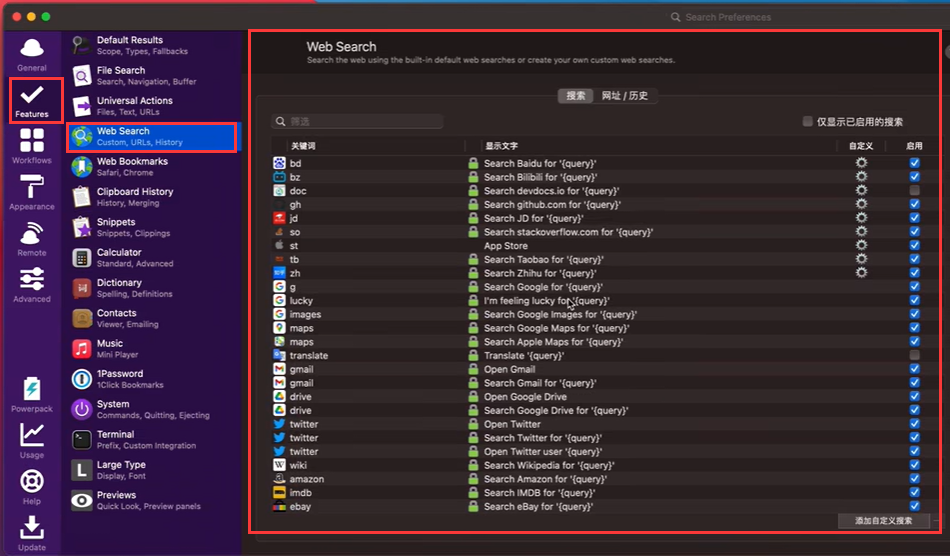 Search Preferences
General
Features
Workflows
Appearance
Remote
Advanced
Powerpack
Usage
Help
Update
Default Results
Scope, Types, Fallbacks
File Search
Search, Navigation, Buffer
Universal Actions
Files, Text, URLs
Web Search
Custom, URLs, History
Web Bookmarks
Safari, Chrome
Clipboard History
History, Merging
Snippets
Snippets, Clippings
Calculator
Standard, Advanced
Dictionary
Spelling, Definitions
Contacts
Viewer, Emailing
Music
Mini Player
1Password
1Click Bookmarks
System
Commands, Quitting, Ejecting
Terminal
Prefix, Custom Integration
Large Type
Display, Font
Previews
Quick Look, Preview panels
Web Search
Search the web using the built-in default web searches or create your own custom web searches.
搜索 网址 / 历史
筛选 仅显示已启用的搜索
关键词 显示文字 自定义 启用
bd Search Baidu for '{query}'
bz Search Bilibili for '{query}'
doc Search devdocs.io for '{query}'
gh Search github.com for '{query}'
jd Search JD for '{query}'
so Search stackoverflow.com for '{query}'
st App Store
tb Search Taobao for '{query}'
zh Search Zhihu for '{query}'
g Search Google for '{query}'
lucky I'm feeling lucky for '{query}'
images Search Google Images for '{query}'
maps Search Google Maps for '{query}'
maps Search Apple Maps for '{query}'
translate Translate '{query}'
gmail Open Gmail
gmail Search Gmail for '{query}'
drive Open Google Drive
drive Search Google Drive for '{query}'
twitter Open Twitter
twitter Search Twitter for '{query}'
twitter Open Twitter user '{query}'
wiki Search Wikipedia for '{query}'
amazon Search Amazon for '{query}'
imdb Search IMDB for '{query}'
ebay Search eBay for '{query}'
添加自定义搜索